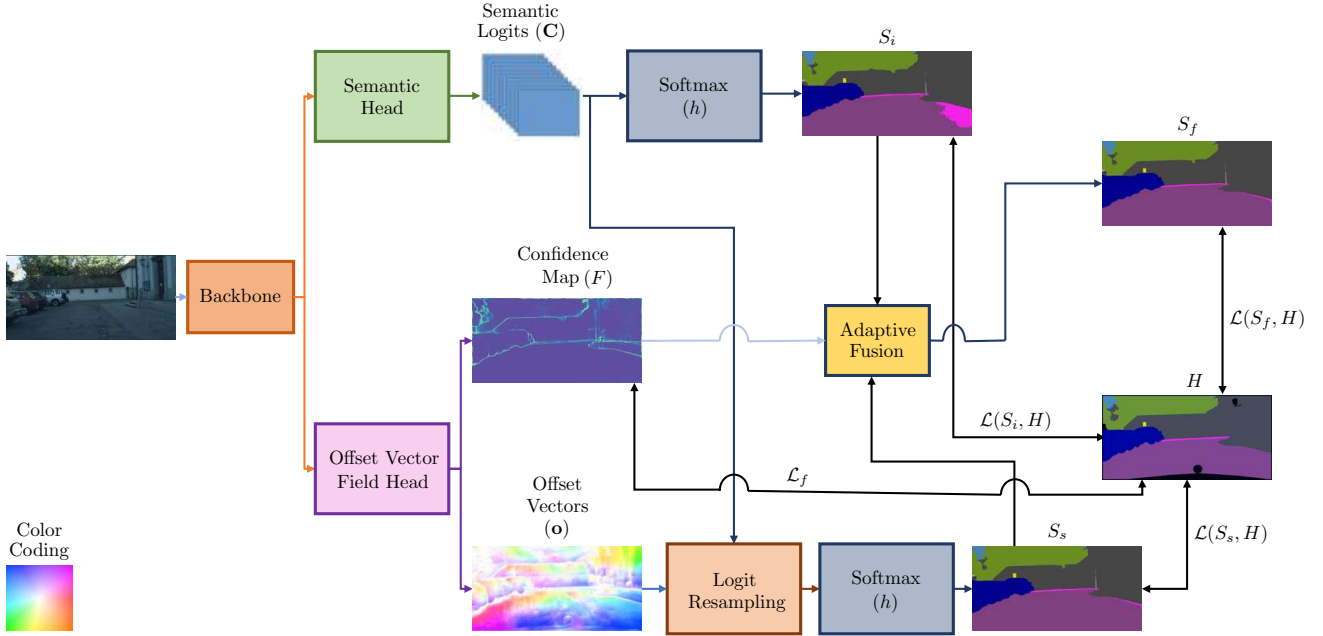 Semantic
Logits (C)
Semantic
Head
Softmax
(h)
S_i
S_f
Backbone
Confidence
Map (F)
Adaptive
Fusion
L(S_f, H)
H
L(S_i, H)
Offset Vector
Field Head
L_f
Offset
Vectors
(o)
Color
Coding
Logit
Resampling
Softmax
(h)
S_s
L(S_s, H)